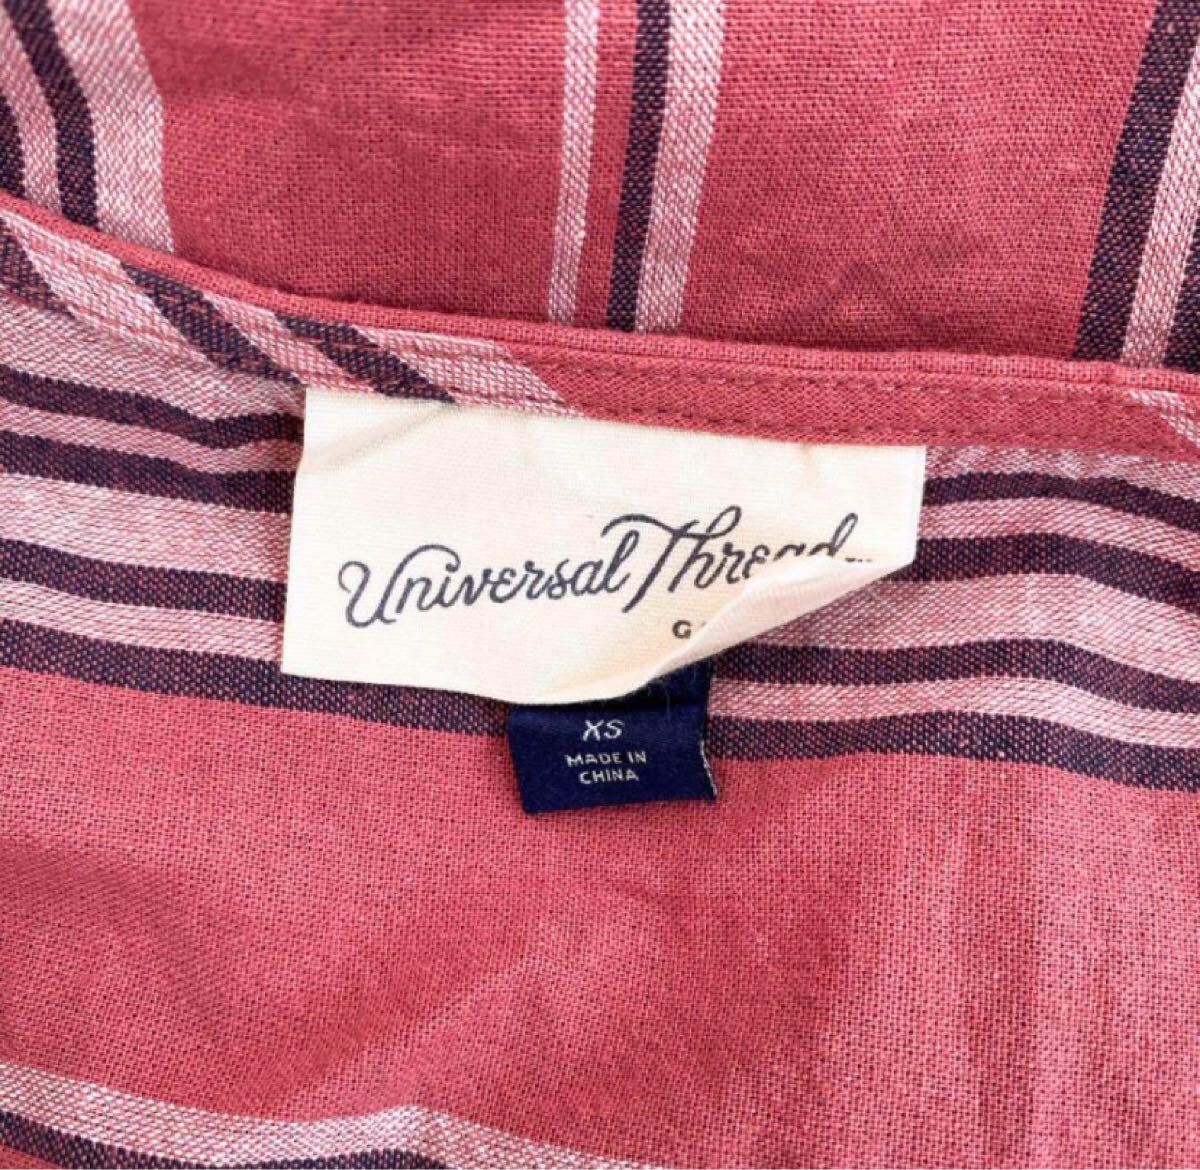 Universal Thread
XS
MADE IN
CHINA